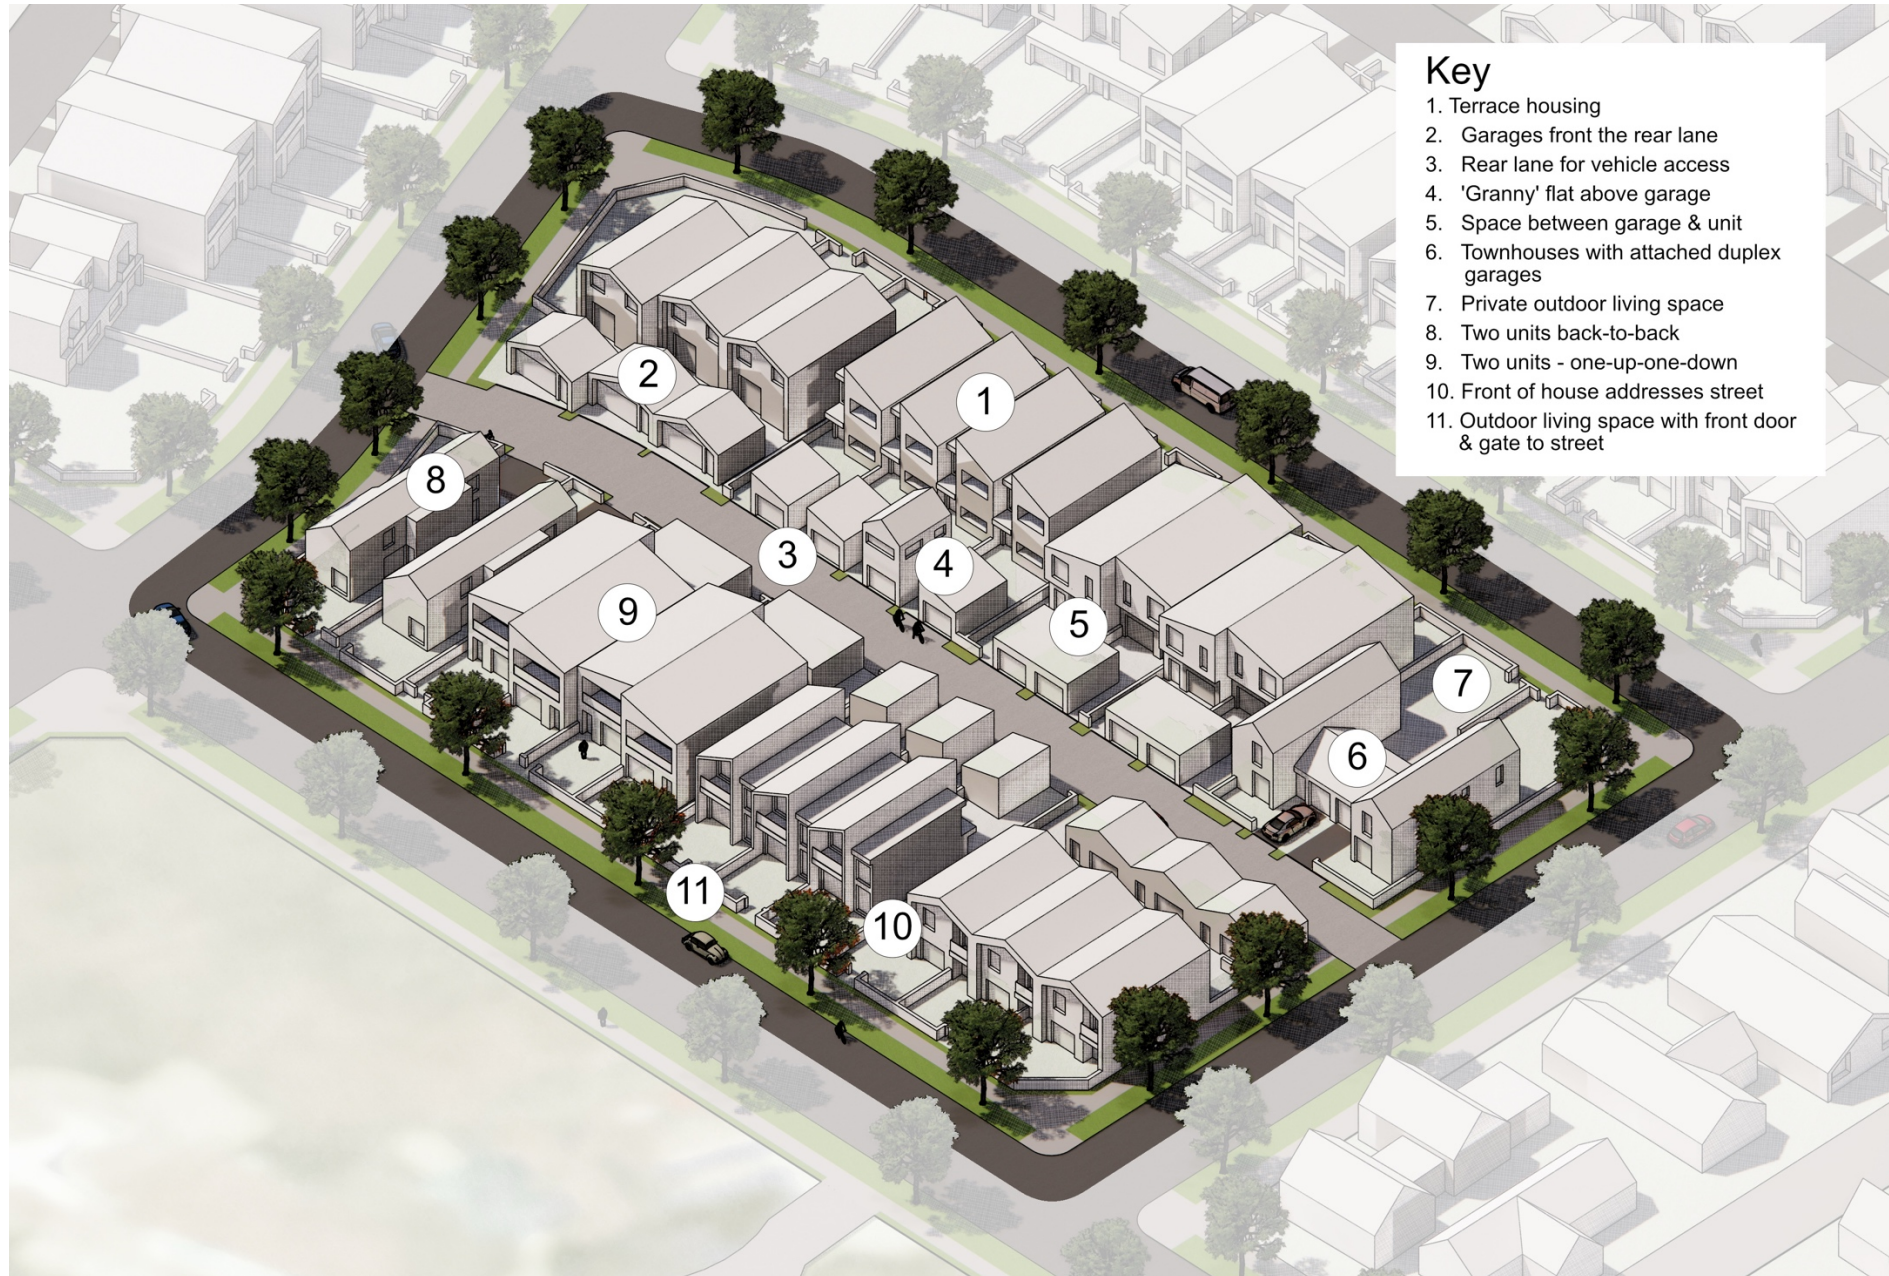 Key
1. Terrace housing
2. Garages front the rear lane
3. Rear lane for vehicle access
4. 'Granny' flat above garage
5. Space between garage & unit
6. Townhouses with attached duplex
garages
7. Private outdoor living space
8. Two units back-to-back
9. Two units - one-up-one-down
10. Front of house addresses street
11. Outdoor living space with front door
& gate to street
2
1
8
3
4
9
5
7
6
11
10